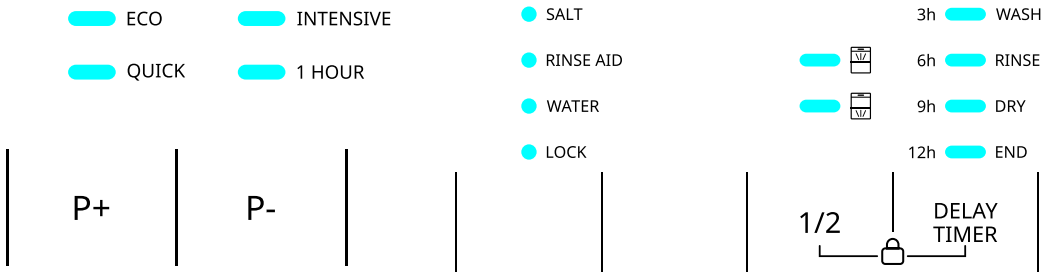 ECO
INTENSIVE
QUICK
1 HOUR
SALT
RINSE AID
WATER
LOCK
3h WASH
6h RINSE
9h DRY
12h END
P+
P-
1/2
DELAY
TIMER